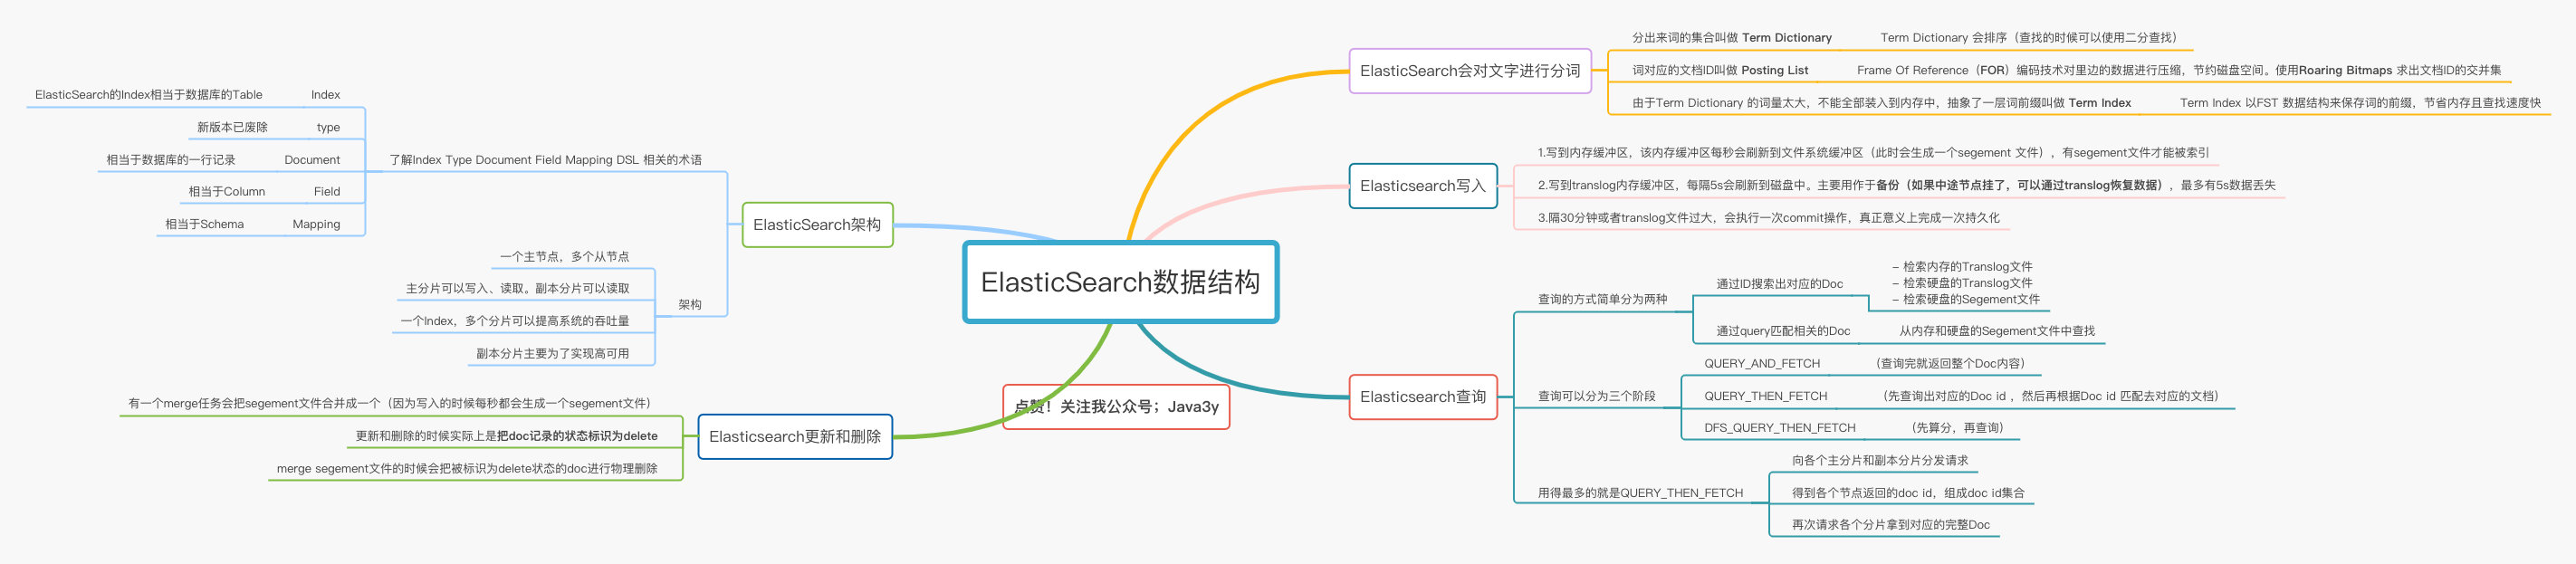 ElasticSearch数据结构
点赞！关注我公众号；Java3y
ElasticSearch会对文字进行分词
分出来词的集合叫做 Term Dictionary
Term Dictionary 会排序（查找的时候可以使用二分查找）
词对应的文档ID叫做 Posting List
Frame Of Reference（FOR）编码技术对里边的数据进行压缩，节约磁盘空间。使用Roaring Bitmaps 求出文档ID的交并集
由于Term Dictionary 的词量太大，不能全部装入到内存中，抽象了一层词前缀叫做 Term Index
Term Index 以FST 数据结构来保存词的前缀，节省内存且查找速度快
Elasticsearch写入
1.写到内存缓冲区，该内存缓冲区每秒会刷新到文件系统缓冲区（此时会生成一个segement 文件），有segement文件才能被索引
2.写到translog内存缓冲区，每隔5s会刷新到磁盘中。主要用作于备份（如果中途节点挂了，可以通过translog恢复数据），最多有5s数据丢失
3.隔30分钟或者translog文件过大，会执行一次commit操作，真正意义上完成一次持久化
Elasticsearch查询
查询的方式简单分为两种
通过ID搜索出对应的Doc
– 检索内存的Translog文件
– 检索硬盘的Translog文件
– 检索硬盘的Segement文件
通过query匹配相关的Doc
从内存和硬盘的Segement文件中查找
查询可以分为三个阶段
QUERY_AND_FETCH
（查询完就返回整个Doc内容）
QUERY_THEN_FETCH
（先查询出对应的Doc id ，然后再根据Doc id 匹配去对应的文档）
DFS_QUERY_THEN_FETCH
（先算分，再查询）
用得最多的就是QUERY_THEN_FETCH
向各个主分片和副本分片分发请求
得到各个节点返回的doc id，组成doc id集合
再次请求各个分片拿到对应的完整Doc
ElasticSearch架构
了解Index Type Document Field Mapping DSL 相关的术语
Index
ElasticSearch的Index相当于数据库的Table
type
新版本已废除
Document
相当于数据库的一行记录
Field
相当于Column
Mapping
相当于Schema
架构
一个主节点，多个从节点
主分片可以写入、读取。副本分片可以读取
一个Index，多个分片可以提高系统的吞吐量
副本分片主要为了实现高可用
Elasticsearch更新和删除
有一个merge任务会把segement文件合并成一个（因为写入的时候每秒都会生成一个segement文件）
更新和删除的时候实际上是把doc记录的状态标识为delete
merge segement文件的时候会把被标识为delete状态的doc进行物理删除